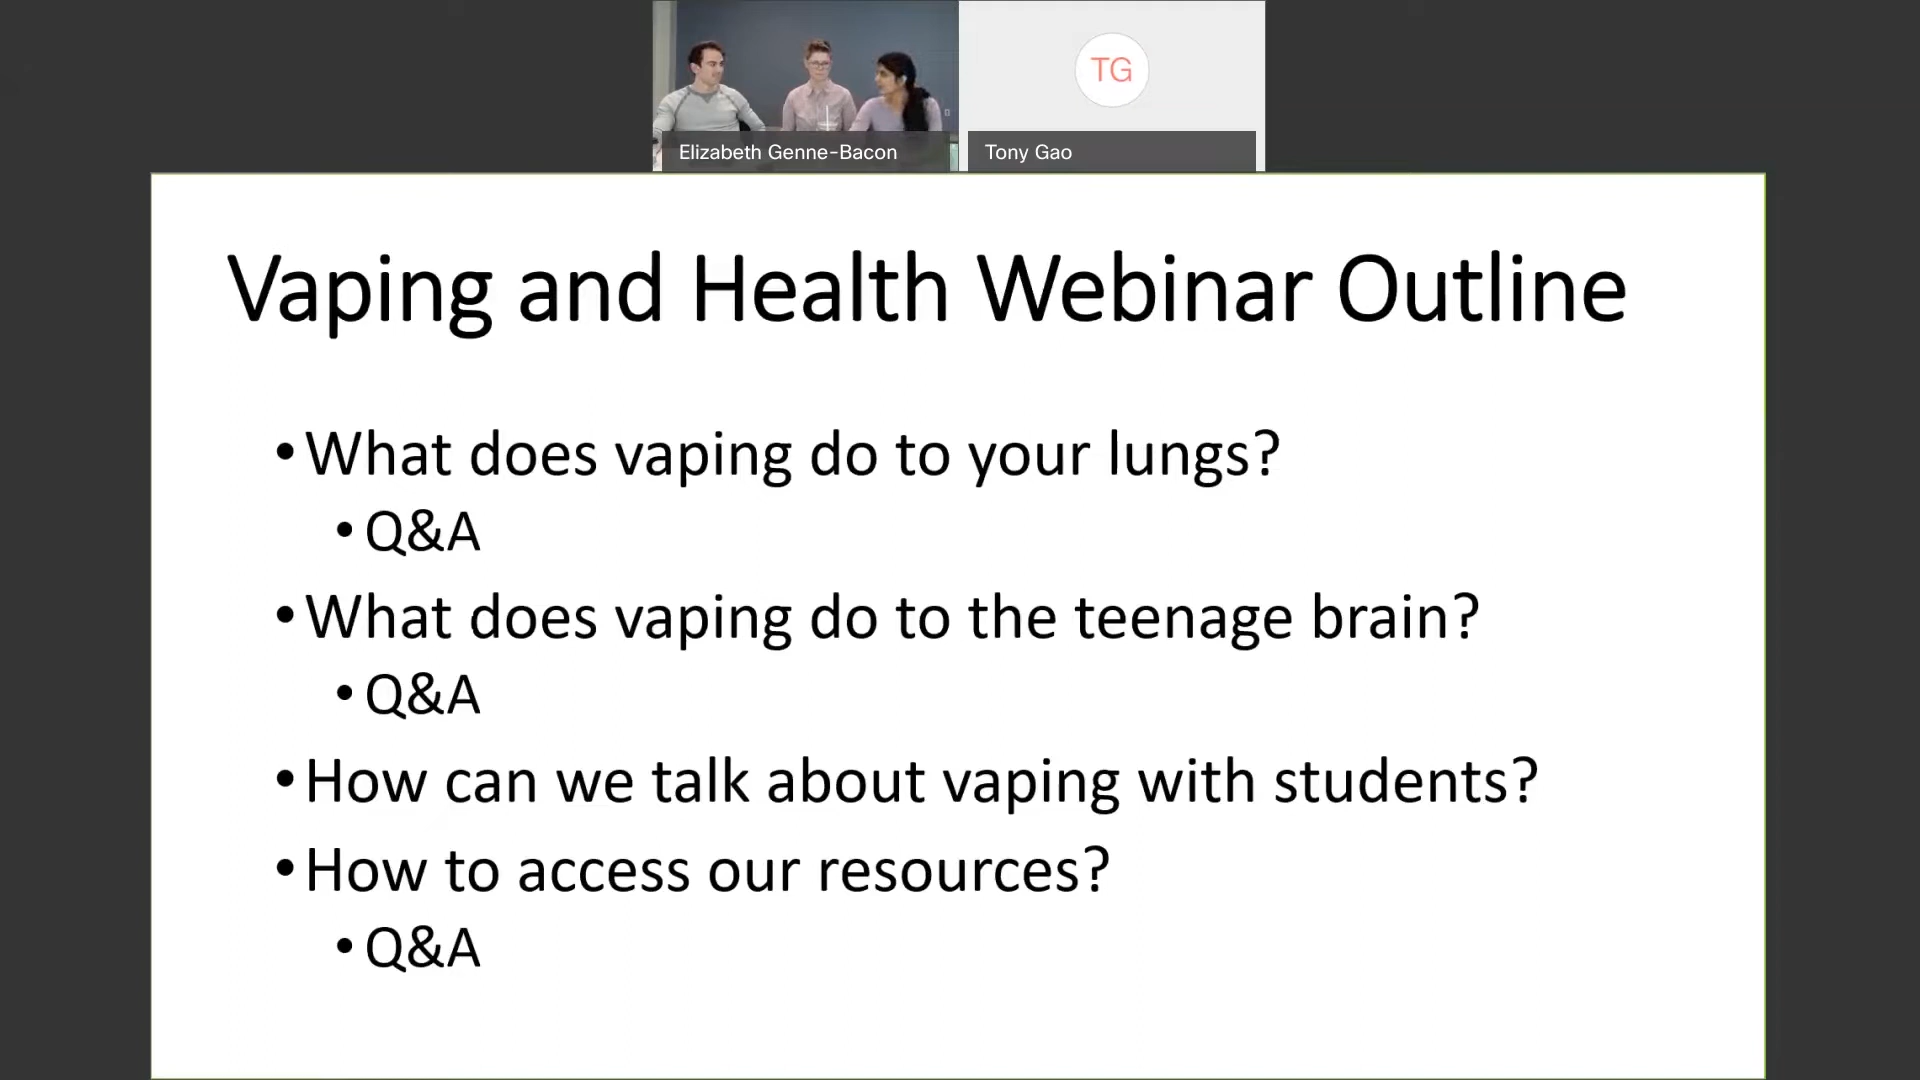 TG
Elizabeth Genne-Bacon
Tony Gao
Vaping and Health Webinar Outline
•What does vaping do to your lungs?
•Q&A
•What does vaping do to the teenage brain?
•Q&A
•How can we talk about vaping with students?
•How to access our resources?
•Q&A